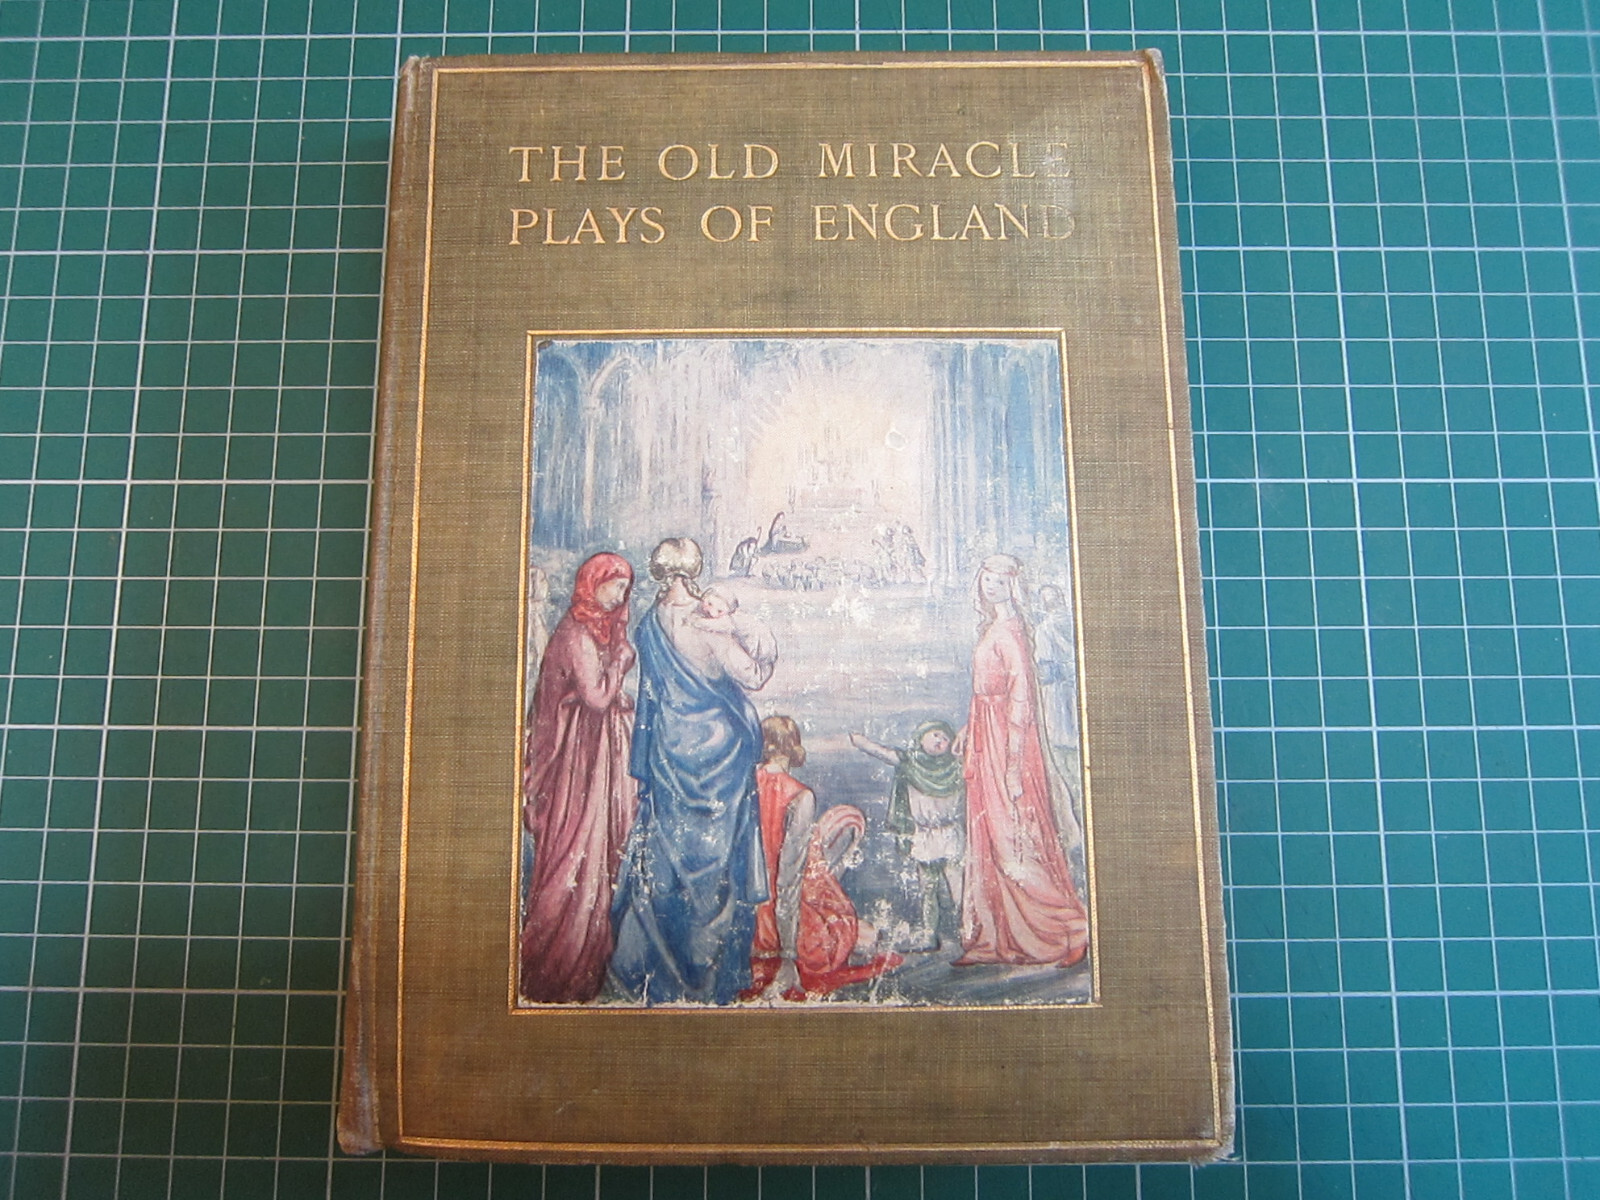 THE OLD MIRACLE
PLAYS OF ENGLAND